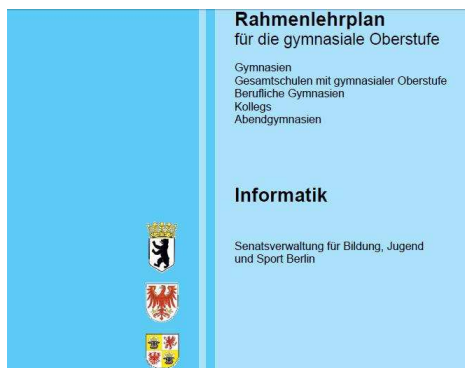 Rahmenlehrplan
für die gymnasiale Oberstufe
Gymnasien
Gesamtschulen mit gymnasialer Oberstufe
Berufliche Gymnasien
Kollegs
Abendgymnasien
Informatik
Senatsverwaltung für Bildung, Jugend
und Sport Berlin